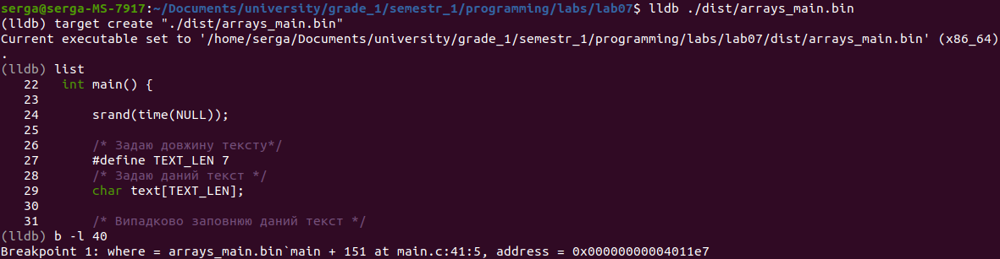 serga@serga-MS-7917:~/Documents/university/grade_1/semestr_1/programming/labs/lab07$ lldb ./dist/arrays_main.bin
(lldb) target create "./dist/arrays_main.bin"
Current executable set to '/home/serga/Documents/university/grade_1/semestr_1/programming/labs/lab07/dist/arrays_main.bin' (x86_64)
.
(lldb) list
   22   int main() {
   23
   24       srand(time(NULL));
   25
   26       /* Задаю довжину тексту*/
   27       #define TEXT_LEN 7
   28       /* Задаю даний текст */
   29       char text[TEXT_LEN];
   30
   31       /* Випадково заповнюю даний текст */
(lldb) b -l 40
Breakpoint 1: where = arrays_main.bin`main + 151 at main.c:41:5, address = 0x00000000004011e7